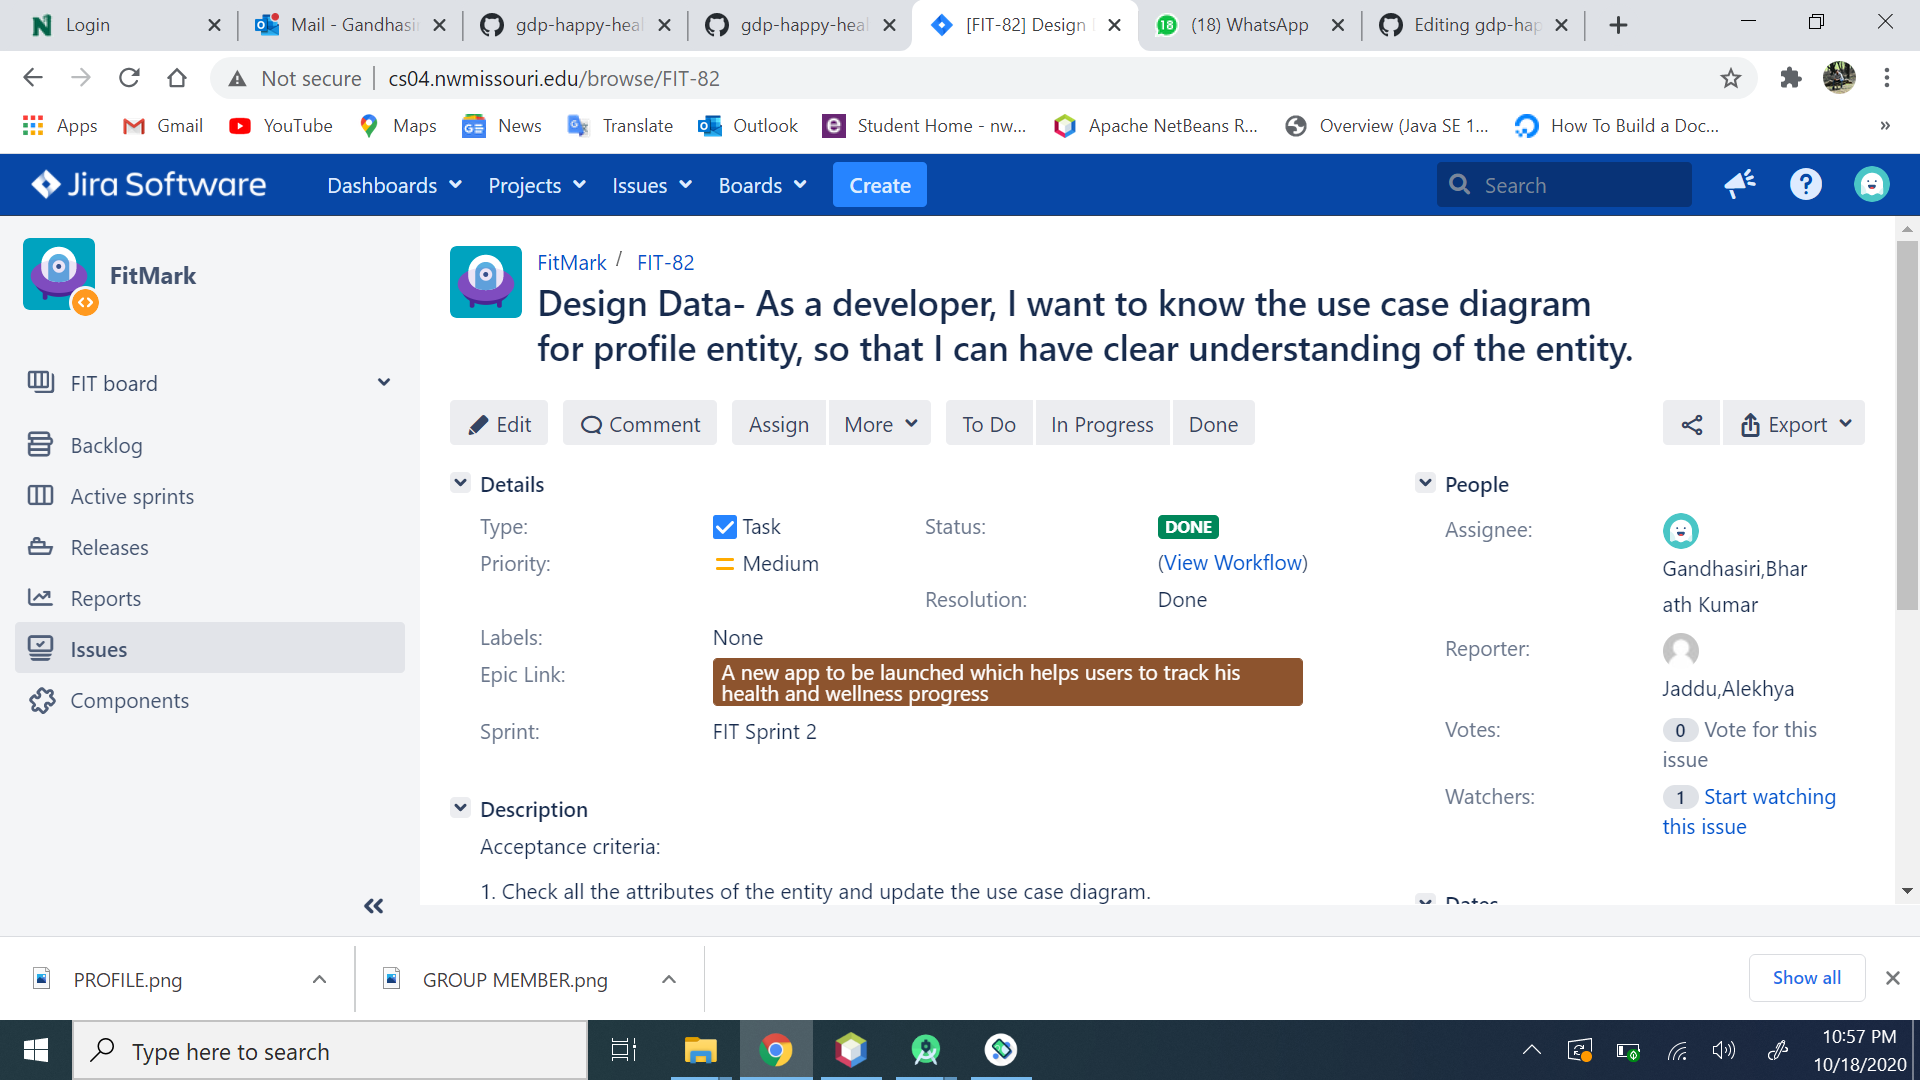 Login
Mail - Gandhasir
gdp-happy-heal
gdp-happy-heal
[FIT-82] Design
(18) WhatsApp
Editing gdp-hap
Not secure
cs04.nwmissouri.edu/browse/FIT-82
Apps
Gmail
YouTube
Maps
News
Translate
Outlook
Student Home - nw...
Apache NetBeans R...
Overview (Java SE 1...
How To Build a Doc...
»
Jira Software
Dashboards
Projects
Issues
Boards
Create
Search
FitMark
FIT board
Backlog
Active sprints
Releases
Reports
Issues
Components
FitMark / FIT-82
Design Data- As a developer, I want to know the use case diagram
for profile entity, so that I can have clear understanding of the entity.
Edit
Comment
Assign
More
To Do
In Progress
Done
Export
Details
Type:
Task
Status:
DONE
Priority:
Medium
(View Workflow)
Resolution:
Done
Labels:
None
Epic Link:
A new app to be launched which helps users to track his
health and wellness progress
Sprint:
FIT Sprint 2
Description
Acceptance criteria:
1. Check all the attributes of the entity and update the use case diagram.
People
Assignee:
Gandhasiri,Bhar
ath Kumar
Reporter:
Jaddu,Alekhya
Votes:
0 Vote for this
issue
Watchers:
1 Start watching
this issue
Dates
PROFILE.png
GROUP MEMBER.png
Show all
Type here to search
10:57 PM
10/18/2020